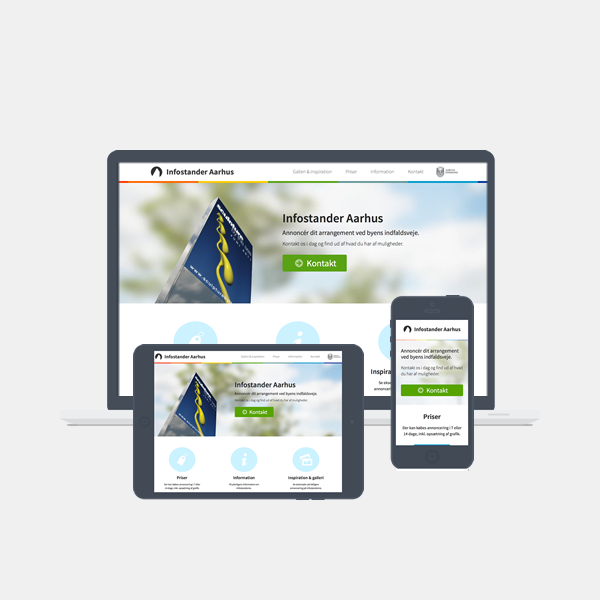 Infostander Aarhus
Galleri & inspiration Priser Information Kontakt
Infostander Aarhus
Annoncér dit arrangement ved byens indfaldsveje.
Kontakt os i dag og find ud af hvad du har af muligheder.
Kontakt
Infostander Aarhus
Galleri & inspiration Priser Information Kontakt
Infostander Aarhus
Annoncér dit arrangement ved byens indfaldsveje.
Kontakt os i dag og find ud af hvad du har af muligheder.
Kontakt
Priser
Information
Inspiration & galleri
Infostander Aarhus
Annoncér dit arrangement
ved byens indfaldsveje.
Kontakt os i dag og find ud af hvad
du har af muligheder.
Kontakt
Priser
Der kan købes annoncering i 7 eller
14 dage, inkl. opsætning af grafik.